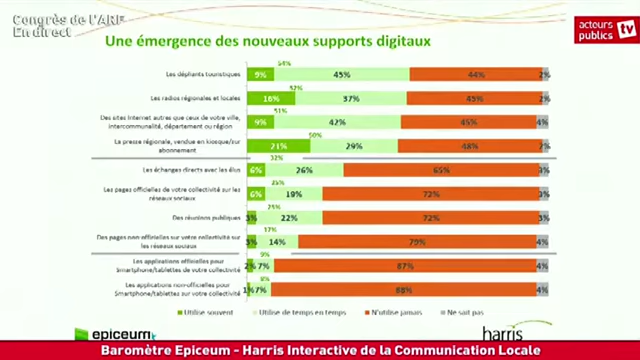 Congrès de l'ARF
En direct
acteurs
publics
tv
Une émergence des nouveaux supports digitaux
54%
Les dépliants touristiques
9%
45%
44%
2%
52%
Les radios régionales et locales
16%
37%
45%
2%
51%
Des sites Internet autres que ceux de votre ville,
intercommunalité, département ou région
9%
42%
45%
4%
50%
La presse régionale, vendue en kiosque/sur
abonnement
21%
29%
48%
2%
32%
Les échanges directs avec les élus
6%
26%
65%
3%
25%
Les pages officielles de votre collectivité sur les
réseaux sociaux
6%
19%
72%
3%
25%
Des réunions publiques
3%
22%
72%
3%
17%
Des pages non officielles sur votre collectivité sur
les réseaux sociaux
3%
14%
79%
4%
9%
Les applications officielles pour
Smartphone/tablettes de votre collectivité
2%
7%
87%
4%
8%
Les applications non-officielles pour
Smartphone/tablettes sur votre collectivité
1%
7%
88%
4%
Utilise souvent
Utilise de temps en temps
N'utilise jamais
Ne sait pas
epiceum
harris
Baromètre Epiceum – Harris Interactive de la Communication Locale